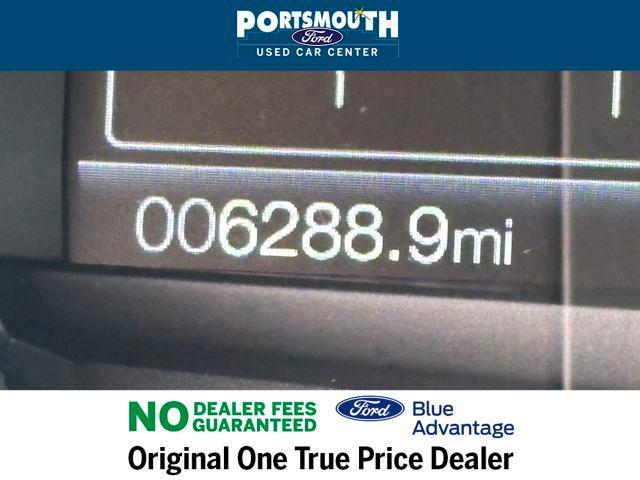 PORTSMOUTH
Ford
USED CAR CENTER
006288.9mi
NO DEALER FEES
GUARANTEED
Ford
Blue
Advantage
Original One True Price Dealer